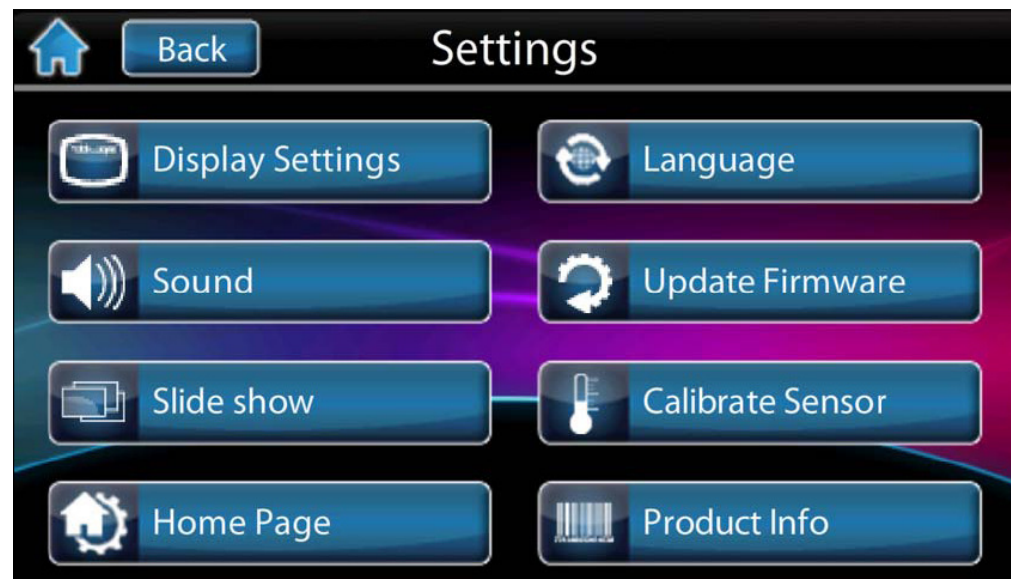 Back
Settings
Display Settings
Language
Sound
Update Firmware
Slide show
Calibrate Sensor
Home Page
Product Info